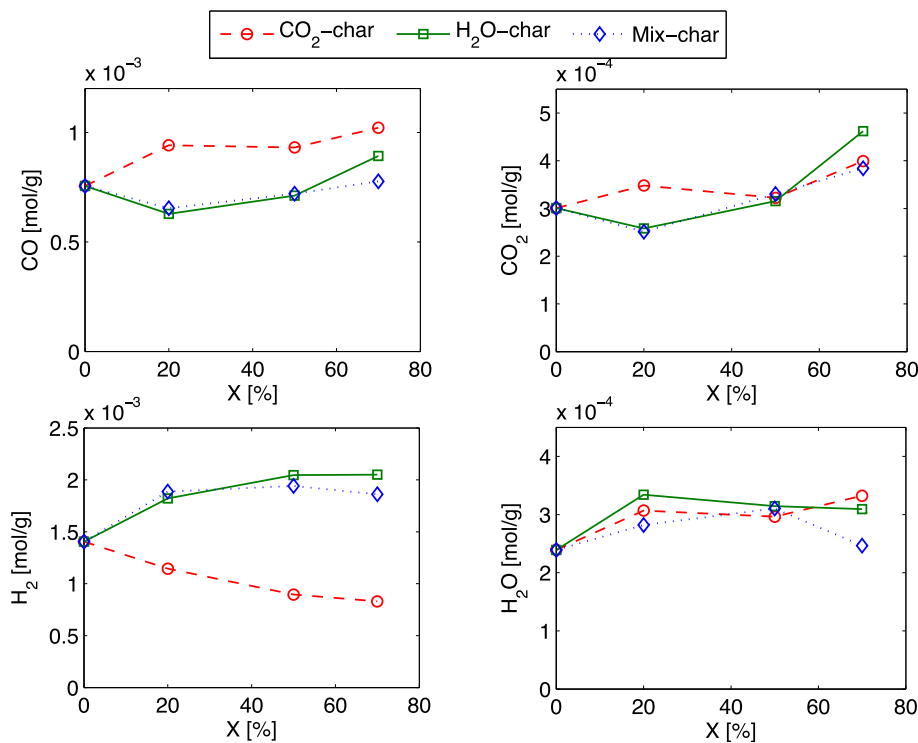 CO2-char H2O-char Mix-char
x 10-3
CO [mol/g]
1
0.5
0
0 20 40 60 80
X [%]
x 10-4
CO2 [mol/g]
5
4
3
2
1
0
0 20 40 60 80
X [%]
x 10-3
H2 [mol/g]
2.5
2
1.5
1
0.5
0
0 20 40 60 80
X [%]
x 10-4
H2O [mol/g]
4
3
2
1
0
0 20 40 60 80
X [%]